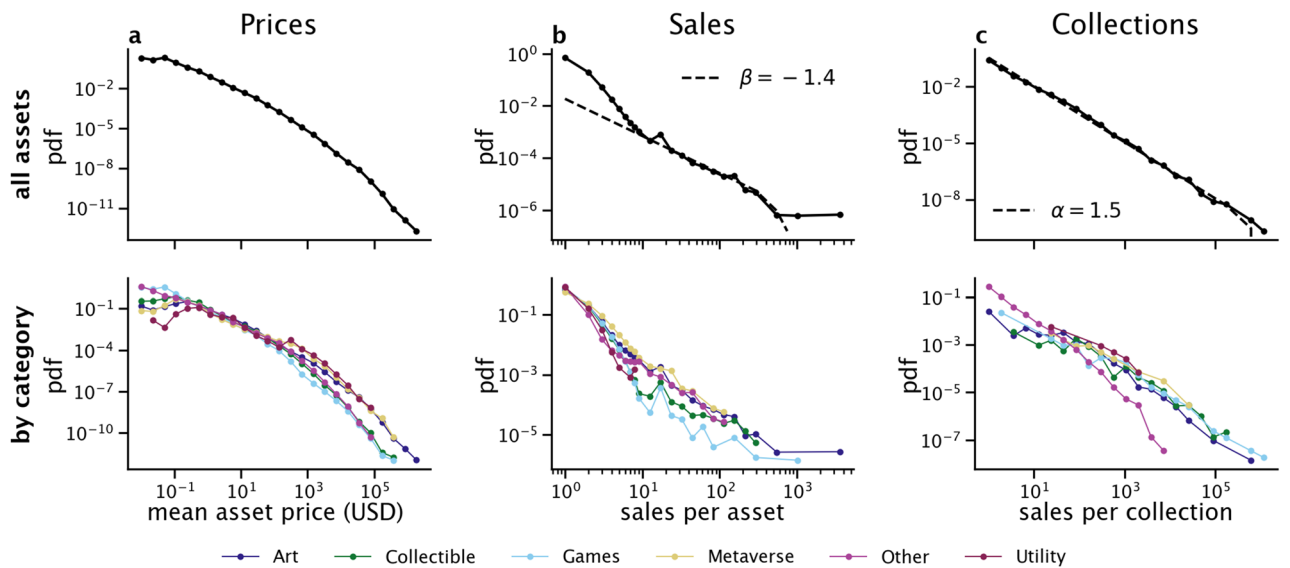 a Prices
b Sales
c Collections
all assets
pdf
10^-2
10^-5
10^-8
10^-11
pdf
10^0
10^-2
10^-4
10^-6
β = −1.4
pdf
10^-2
10^-5
10^-8
α = 1.5
by category
pdf
10^-1
10^-4
10^-7
10^-10
10^-1 10^1 10^3 10^5
mean asset price (USD)
pdf
10^-1
10^-3
10^-5
10^0 10^1 10^2 10^3
sales per asset
pdf
10^-1
10^-3
10^-5
10^-7
10^1 10^3 10^5
sales per collection
Art Collectible Games Metaverse Other Utility